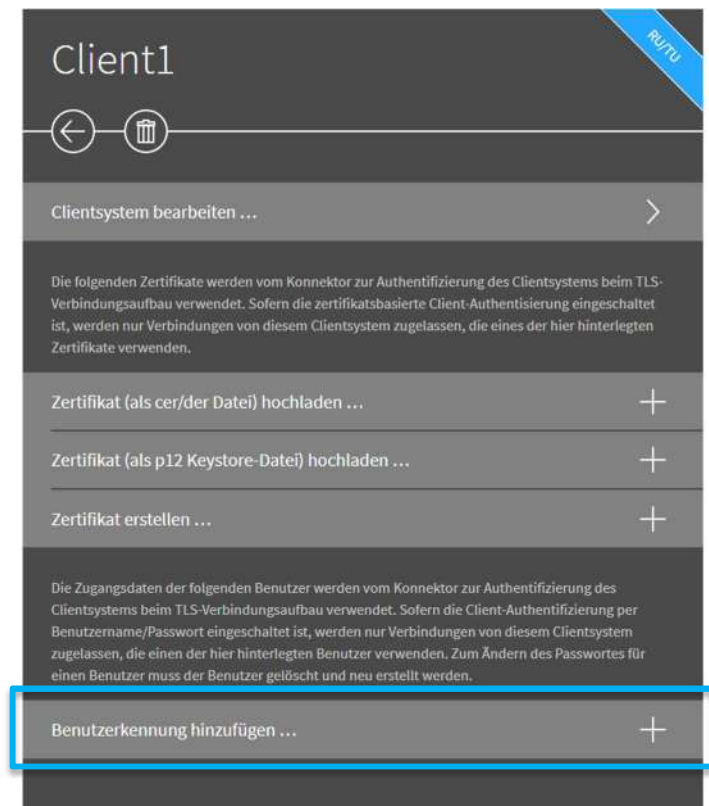 Client1
RU/TU
Clientsystem bearbeiten ...
Die folgenden Zertifikate werden vom Konnektor zur Authentifizierung des Clientsystems beim TLS-
Verbindungsaufbau verwendet. Sofern die zertifikatsbasierte Client-Authentisierung eingeschaltet
ist, werden nur Verbindungen von diesem Clientsystem zugelassen, die eines der hier hinterlegten
Zertifikate verwenden.
Zertifikat (als cer/der Datei) hochladen ...
Zertifikat (als p12 Keystore-Datei) hochladen ...
Zertifikat erstellen ...
Die Zugangsdaten der folgenden Benutzer werden vom Konnektor zur Authentifizierung des
Clientsystems beim TLS-Verbindungsaufbau verwendet. Sofern die Client-Authentifizierung per
Benutzername/Passwort eingeschaltet ist, werden nur Verbindungen von diesem Clientsystem
zugelassen, die einen der hier hinterlegten Benutzer verwenden. Zum Ändern des Passwortes für
einen Benutzer muss der Benutzer gelöscht und neu erstellt werden.
Benutzerkennung hinzufügen ...